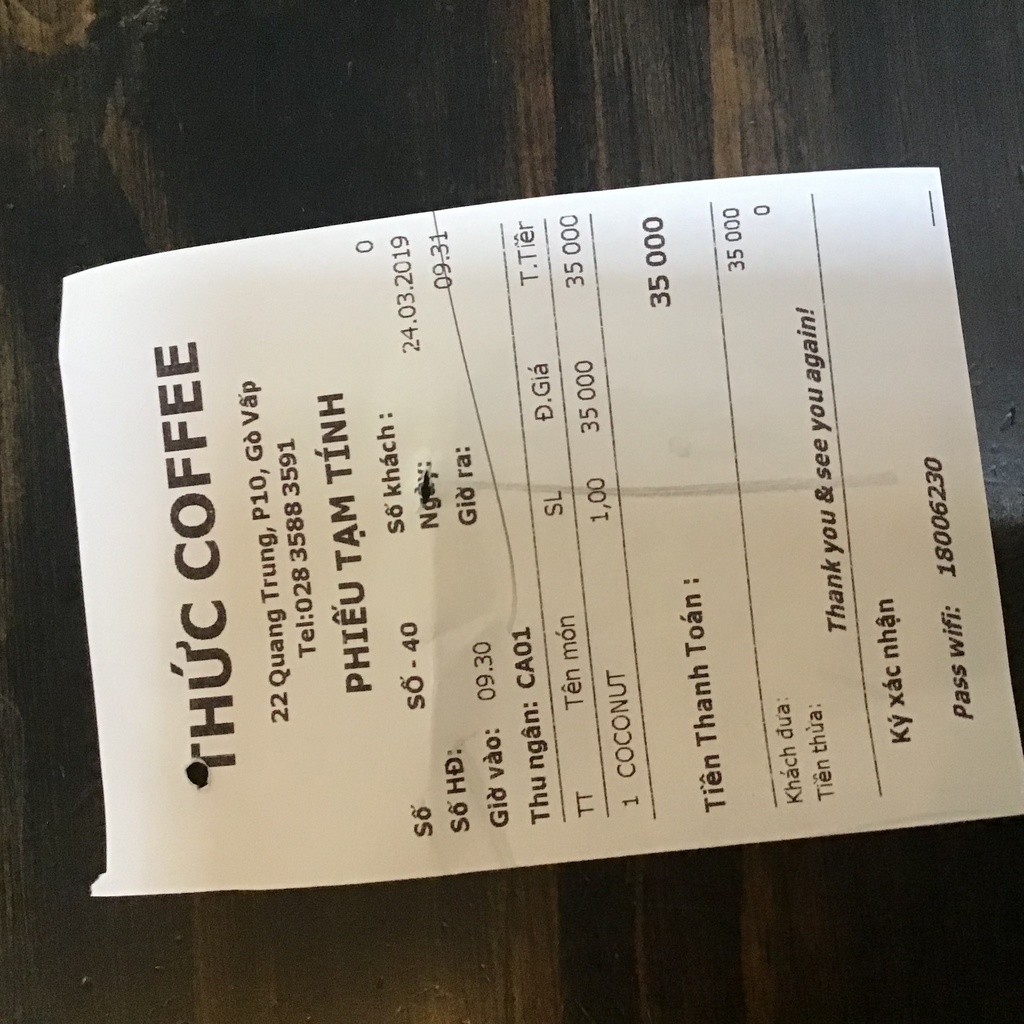 THỨC COFFEE
22 Quang Trung, P10, Gò Vấp
Tel:028 3588 3591
PHIẾU TẠM TÍNH
Số SỐ - 40 Số khách : 0
Số HĐ: Ngày: 24.03.2019
Giờ vào: 09.30 Giờ ra: 09.31
Thu ngân: CA01
TT Tên món SL Đ.Giá T.Tiền
1 COCONUT 1,00 35 000 35 000
Tiền Thanh Toán : 35 000
Khách đưa: 35 000
Tiền thừa: 0
Thank you & see you again!
Ký xác nhận
Pass wifi: 18006230